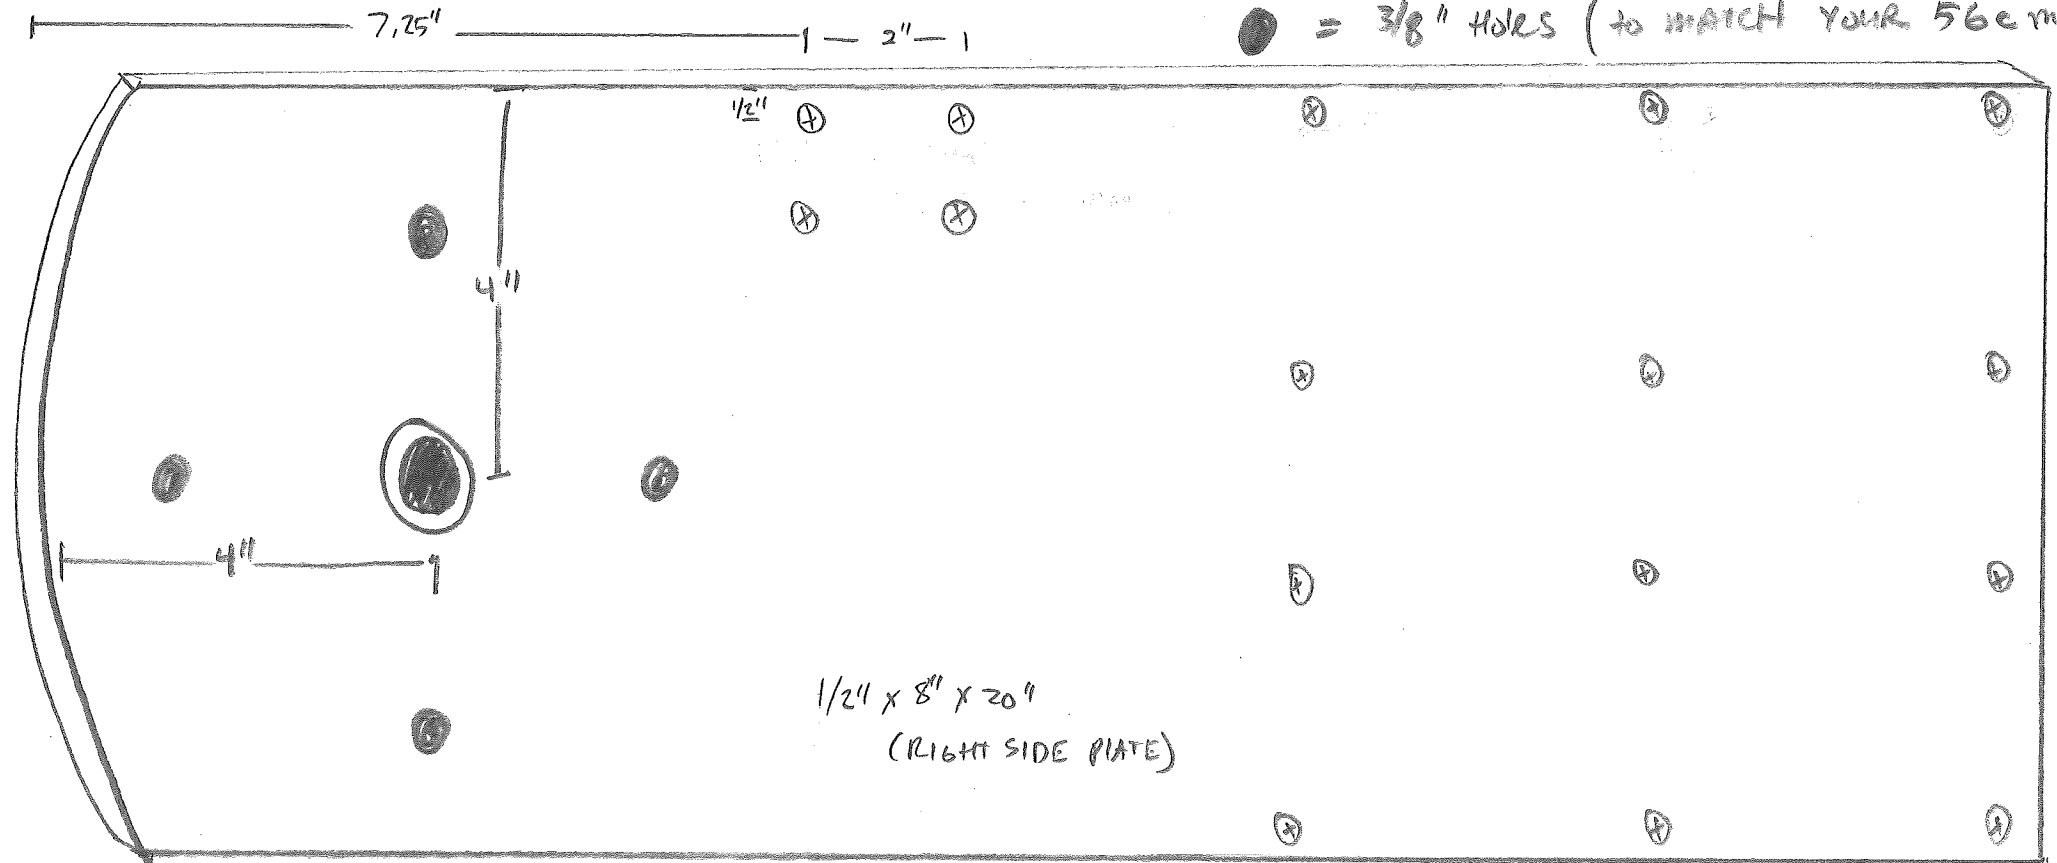 7.25"
2"
= 3/8" HOLES (to MATCH YOUR 56cm
1/2"
4"
4"
1/2" x 8" x 20"
(RIGHT SIDE PLATE)